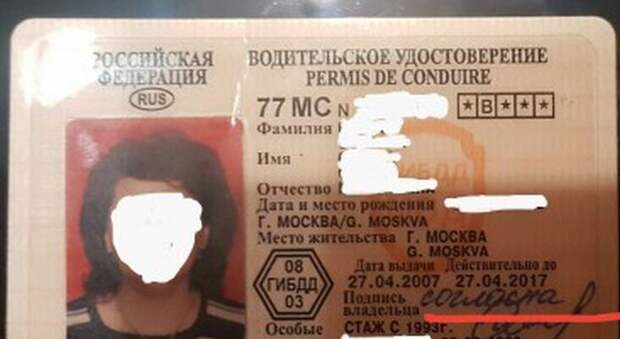 РОССИЙСКАЯ
ФЕДЕРАЦИЯ
RUS
ВОДИТЕЛЬСКОЕ УДОСТОВЕРЕНИЕ
PERMIS DE CONDUIRE
77 МС N ★ B ★ ★ ★
Фамилия
Имя
ГИБДД
Отчество
Дата и место рождения
Г. МОСКВА/G. MOSKVA
Место жительства Г. МОСКВА
G. MOSKVA
Дата выдачи Действительно до
27.04.2007 27.04.2017
08
ГИБДД
03
Подпись согласна
владельца
Особые СТАЖ С 1993г.